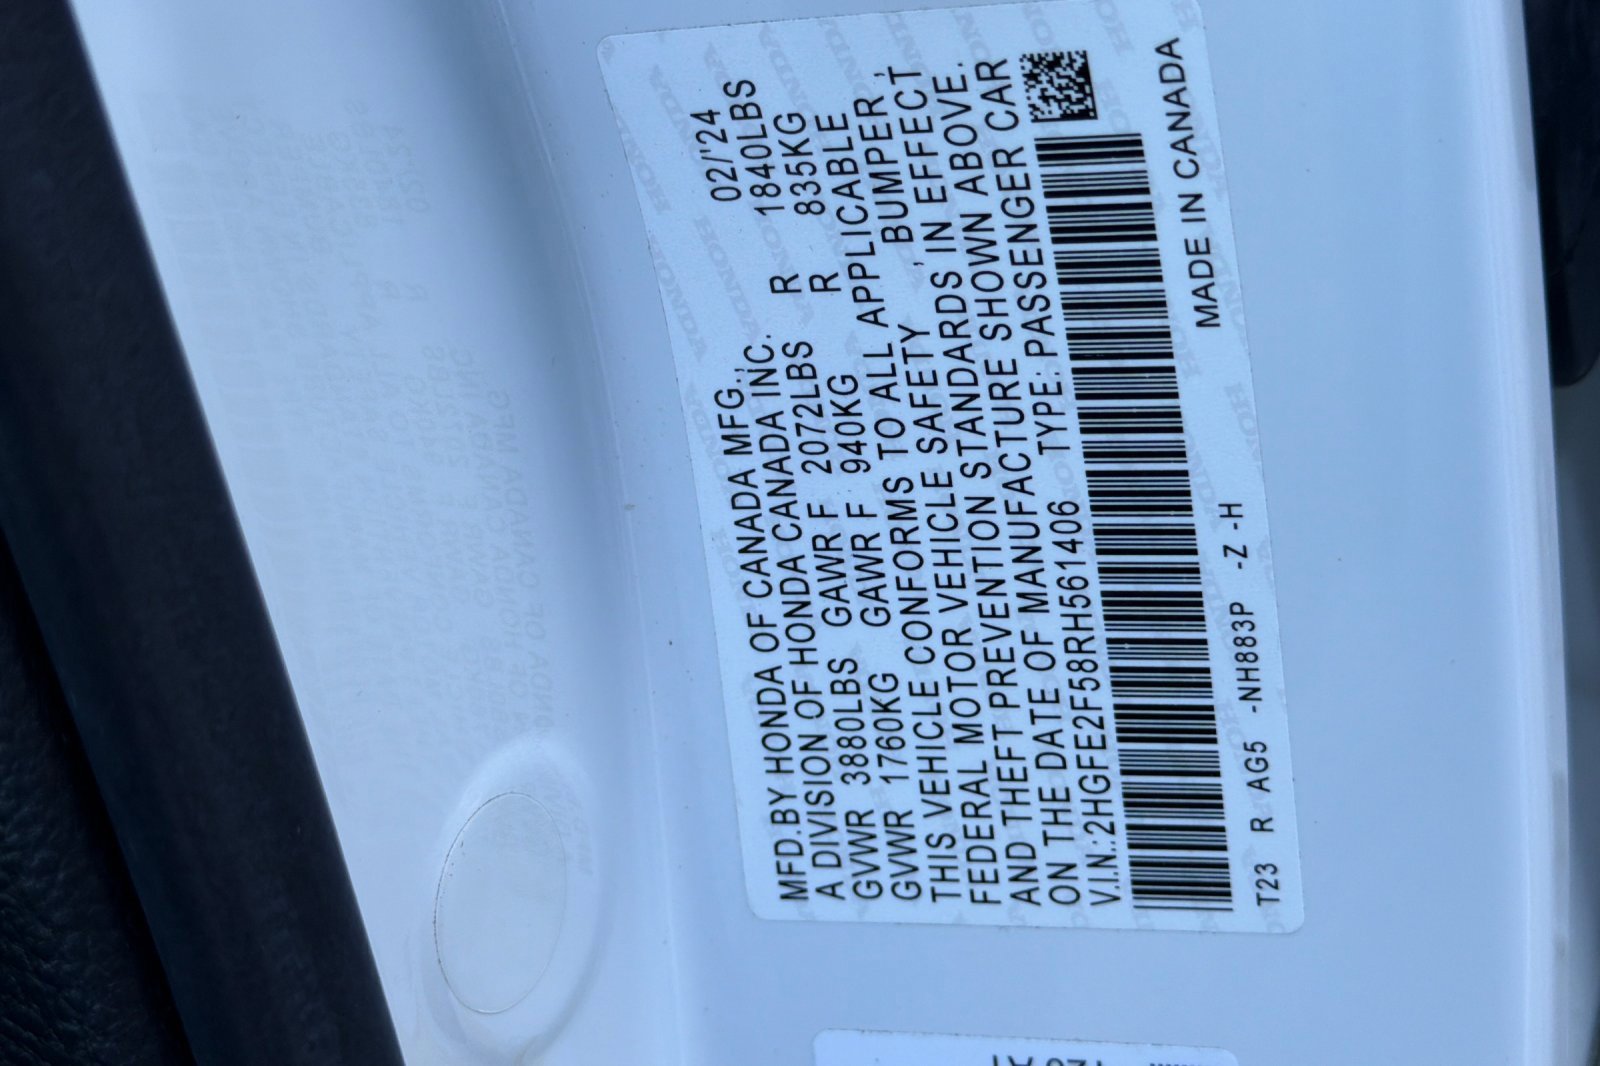 MFD.BY HONDA OF CANADA MFG., 02/'24
A DIVISION OF HONDA CANADA INC.
GVWR 3880LBS GAWR F 2072LBS R 1840LBS
GVWR 1760KG GAWR F 940KG R 835KG
THIS VEHICLE CONFORMS TO ALL APPLICABLE
FEDERAL MOTOR VEHICLE SAFETY , BUMPER ,
AND THEFT PREVENTION STANDARDS IN EFFECT
ON THE DATE OF MANUFACTURE SHOWN ABOVE.
V.I.N.:2HGFE2F58RH561406 TYPE:PASSENGER CAR
T23 R AG5 -NH883P -Z -H MADE IN CANADA